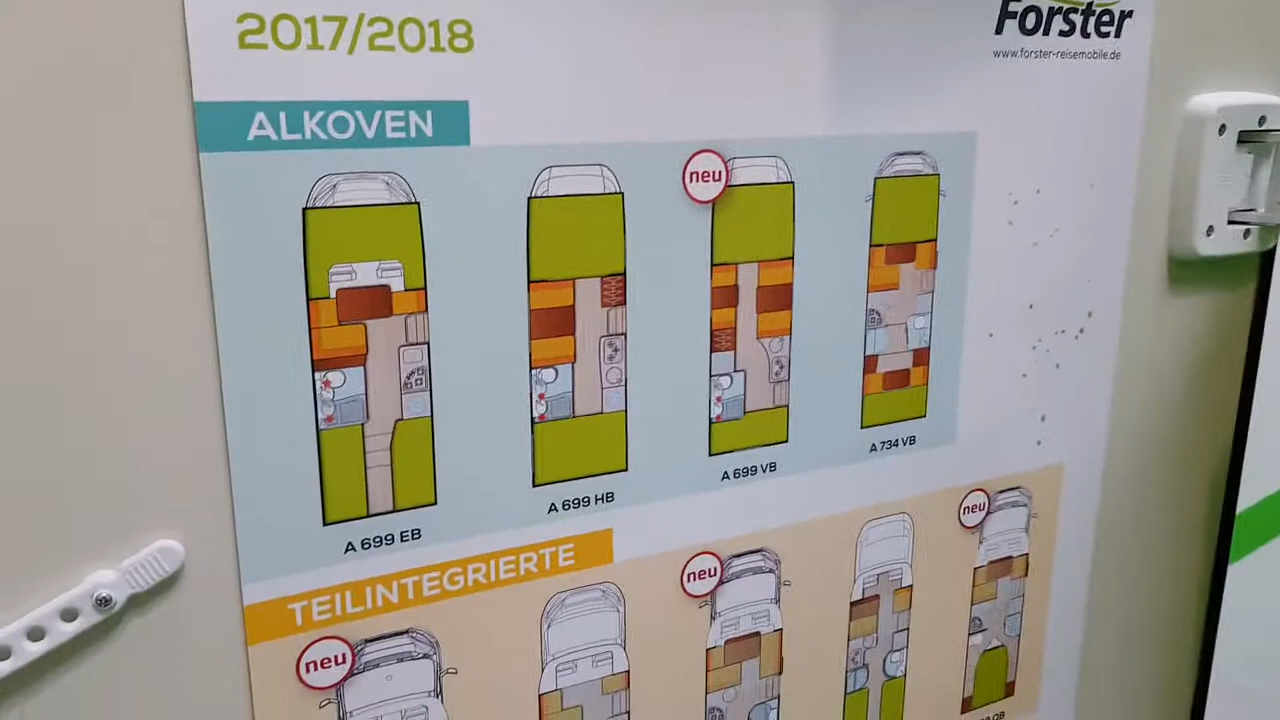 2017/2018
Forster
www.forster-reisemobile.de
ALKOVEN
neu
A 699 EB
A 699 HB
A 699 VB
A 734 VB
TEILINTEGRIERTE
neu
neu
neu